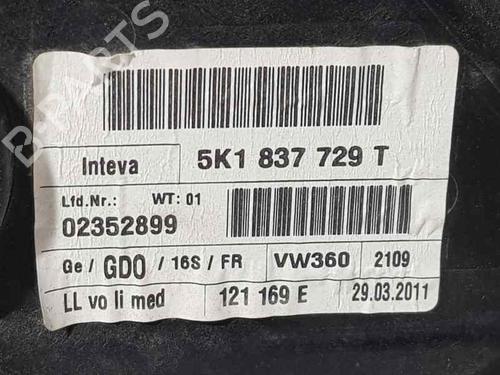 Inteva 5K1 837 729 T
Lfd.Nr.: WT: 01
02352899
Ge / GDO / 16S / FR VW360 2109
LL vo li med 121 169 E 29.03.2011
B-PARTS